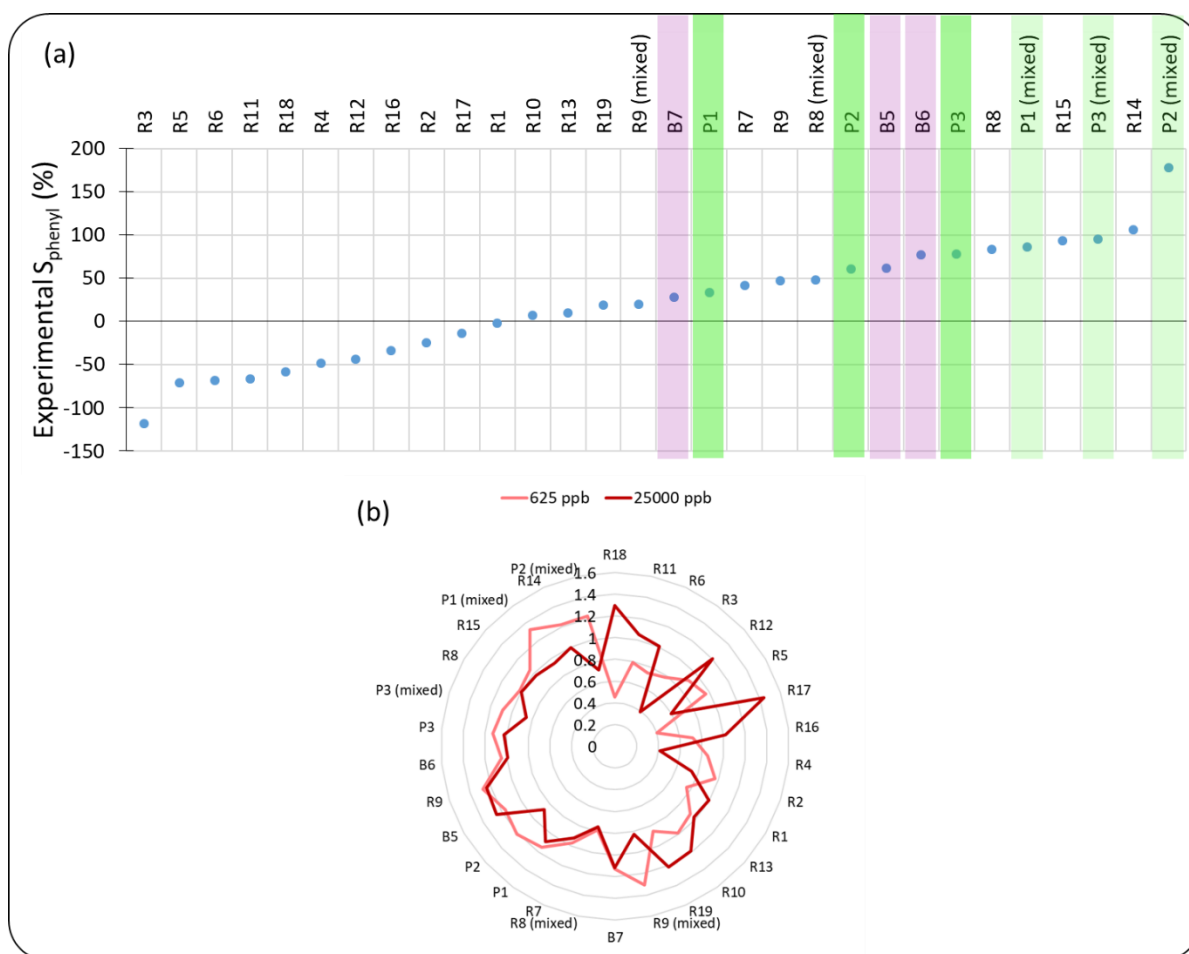 (a)
R3
R5
R6
R11
R18
R4
R12
R16
R2
R17
R1
R10
R13
R19
R9 (mixed)
B7
P1
R7
R9
R8 (mixed)
P2
B5
B6
P3
R8
P1 (mixed)
R15
P3 (mixed)
R14
P2 (mixed)
Experimental Sphenyl (%)
200
150
100
50
0
-50
-100
-150
625 ppb
25000 ppb
(b)
R18
R11
R6
R3
R12
R5
R17
R16
R4
R2
R1
R13
R10
R19
R9 (mixed)
B7
R8 (mixed)
R7
P1
P2
B5
R9
B6
P3
P3 (mixed)
R8
R15
P1 (mixed)
R14
P2 (mixed)
1.6
1.4
1.2
1
0.8
0.6
0.4
0.2
0